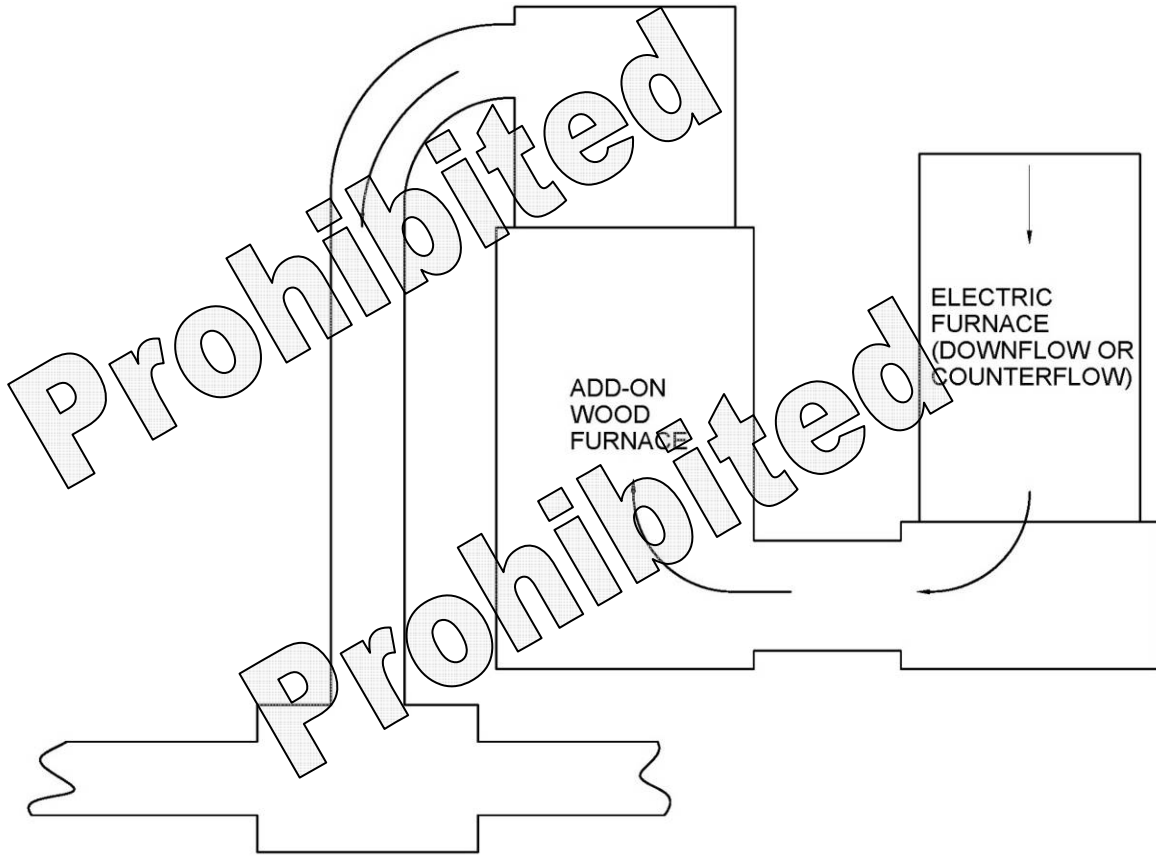 Prohibited
ELECTRIC
FURNACE
(DOWNFLOW OR
COUNTERFLOW)
ADD-ON
WOOD
FURNACE
Prohibited